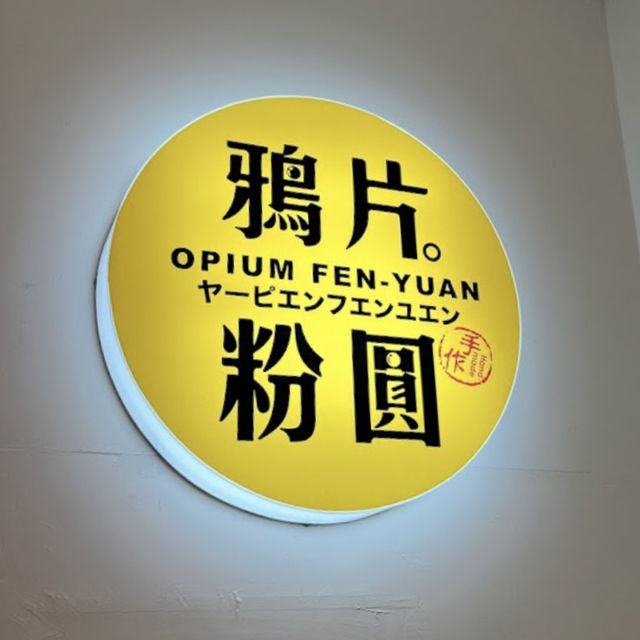 鴉片。
OPIUM FEN-YUAN
ヤーピエンフエンユエン
粉圓
手作
Hand made